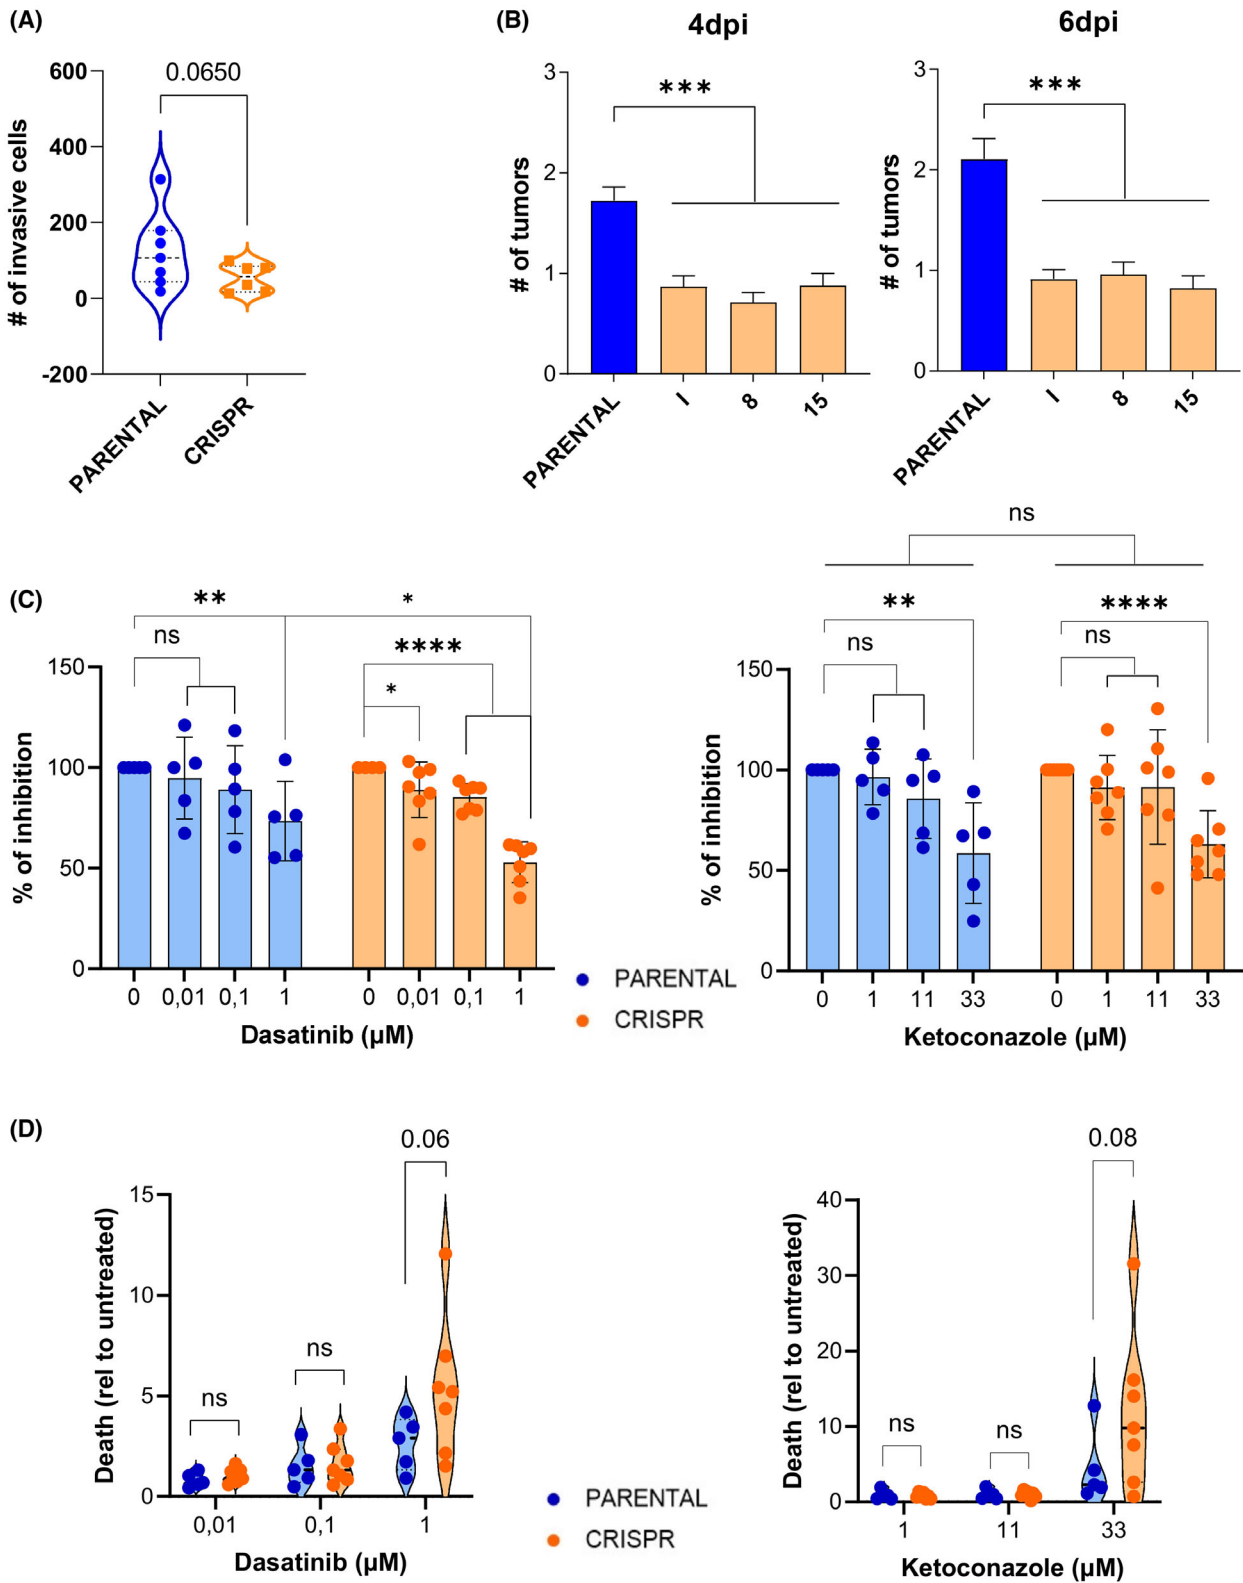 (A)
0.0650
# of invasive cells
600
400
200
0
-200
PARENTAL
CRISPR
(B)
4dpi
# of tumors
3
2
1
0
***
PARENTAL
I
8
15
6dpi
# of tumors
3
2
1
0
***
PARENTAL
I
8
15
(C)
** *
ns
****
*
% of inhibition
150
100
50
0
0 0,01 0,1 1 0 0,01 0,1 1
Dasatinib (µM)
PARENTAL
CRISPR
ns
** ****
ns ns
% of inhibition
150
100
50
0
0 1 11 33 0 1 11 33
Ketoconazole (µM)
(D)
0.06
ns
ns
Death (rel to untreated)
15
10
5
0
0,01 0,1 1
Dasatinib (µM)
PARENTAL
CRISPR
0.08
ns ns
Death (rel to untreated)
40
30
20
10
0
1 11 33
Ketoconazole (µM)